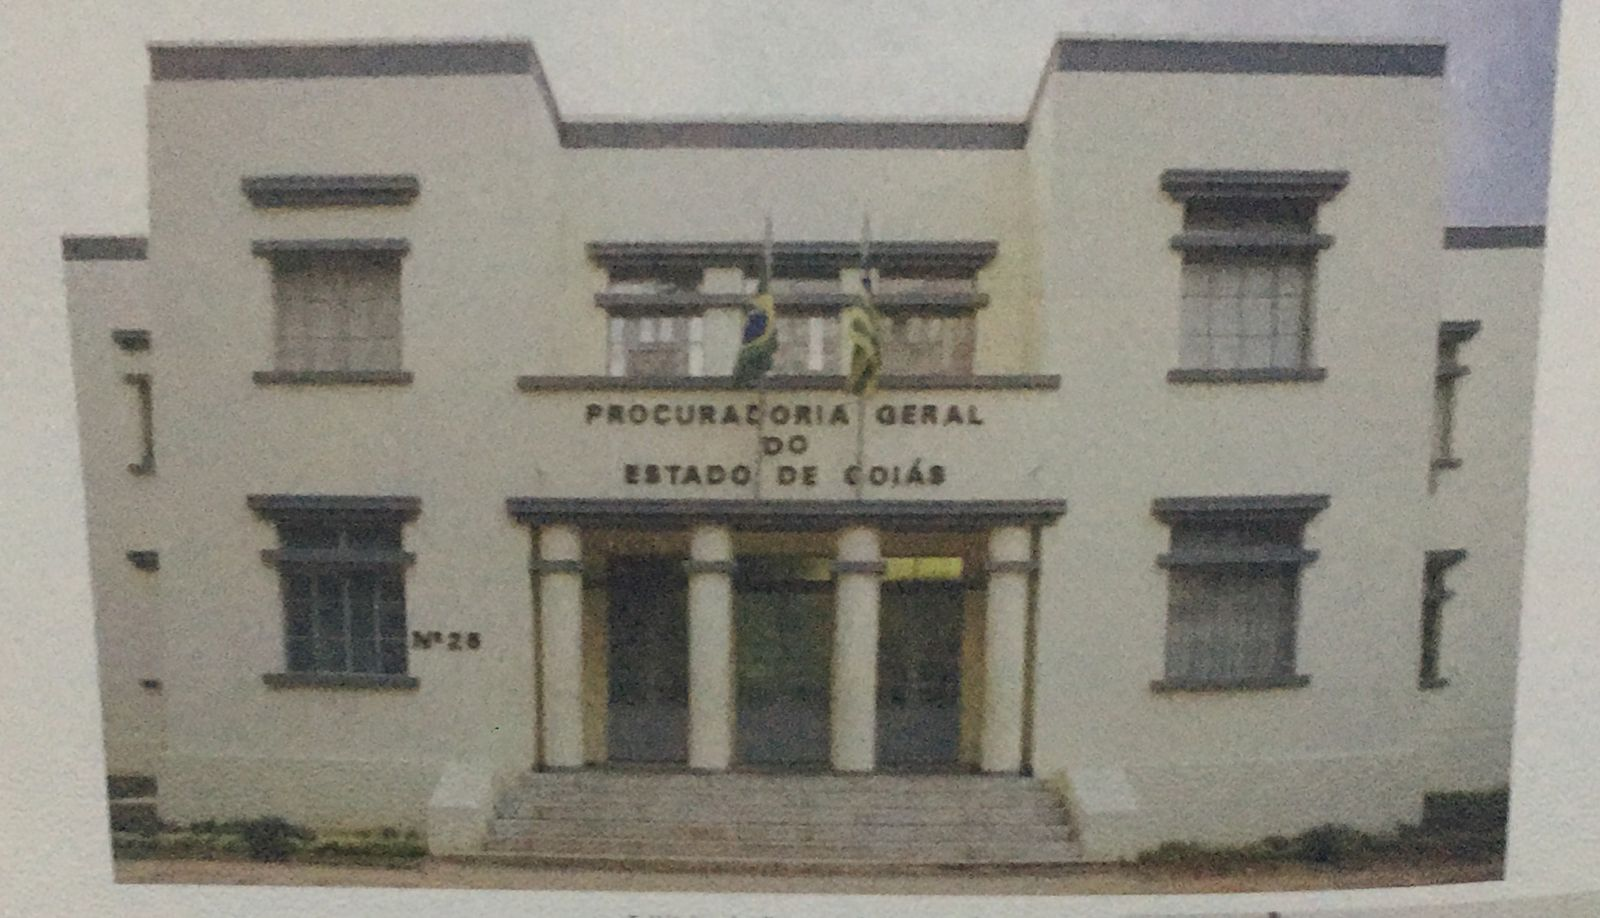 PROCURADORIA GERAL
DO
ESTADO DE GOIÁS
Nº 26